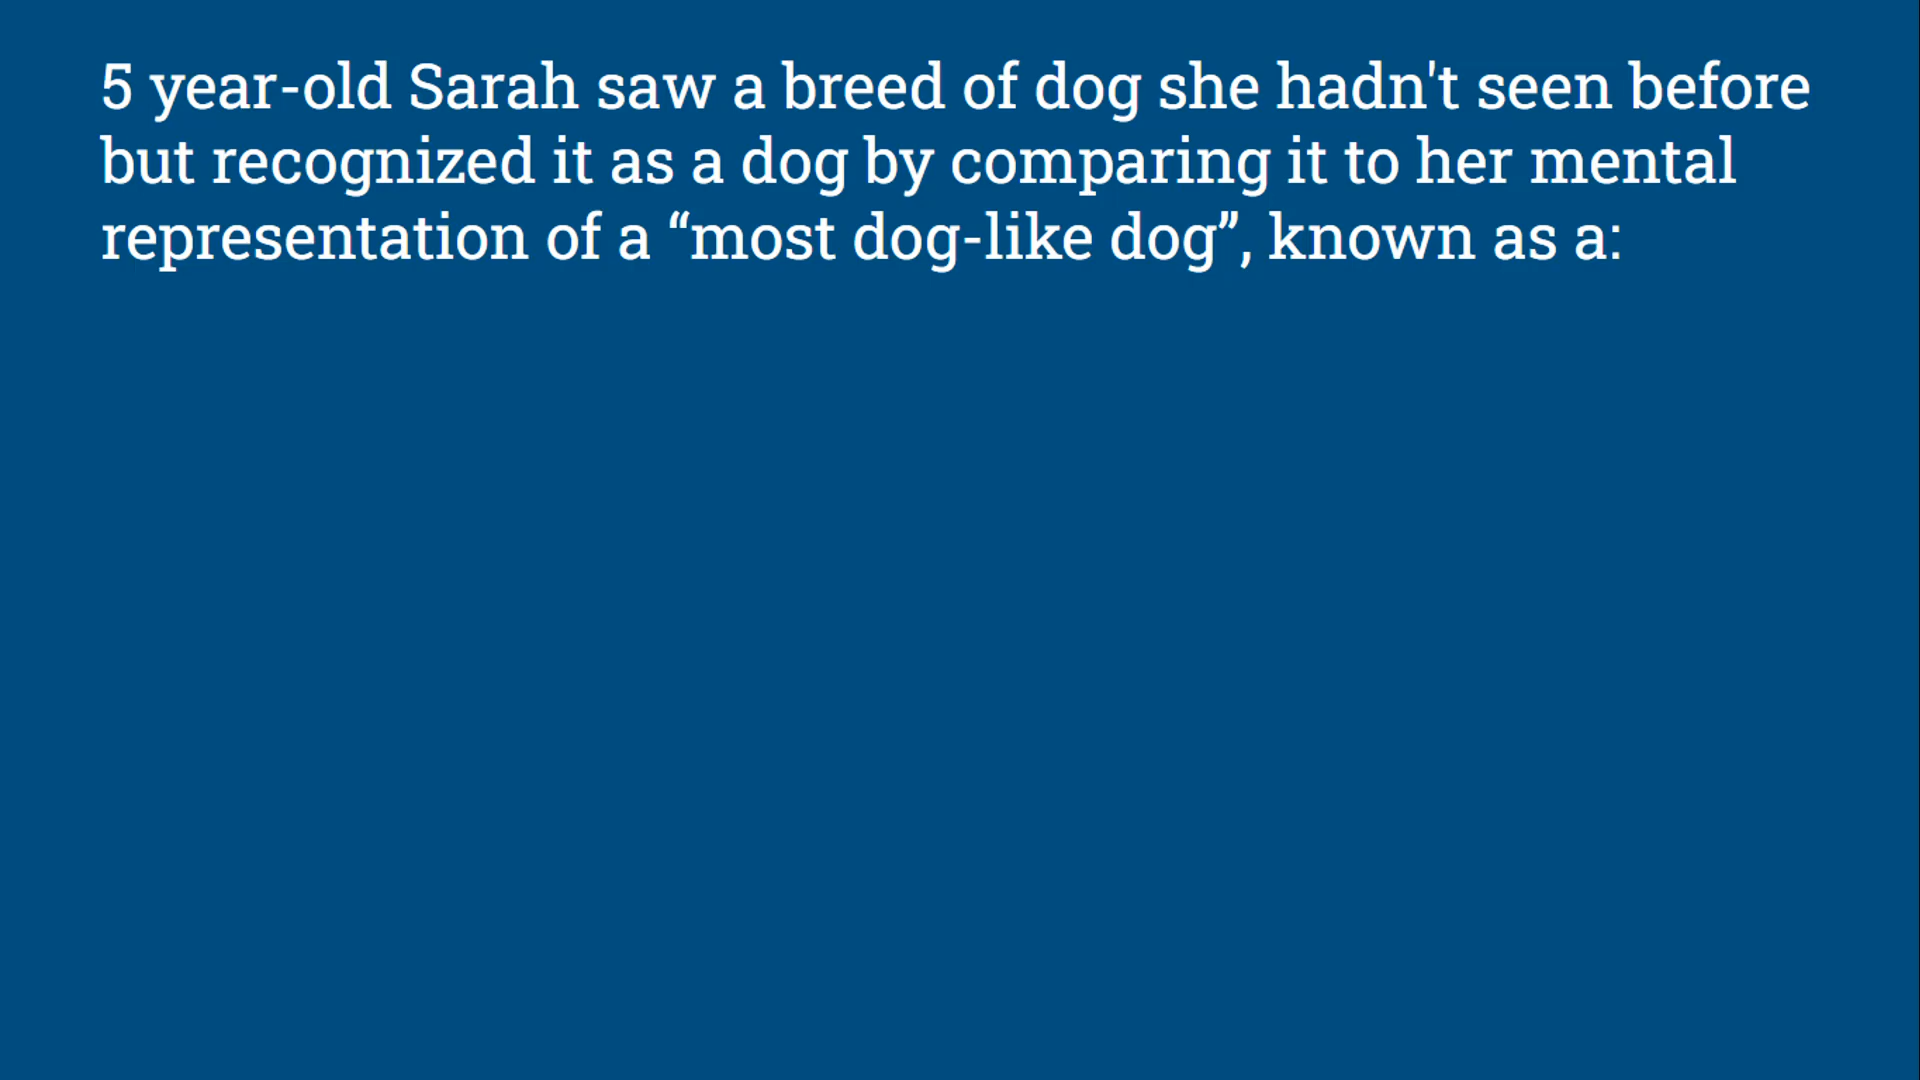 5 year-old Sarah saw a breed of dog she hadn't seen before
but recognized it as a dog by comparing it to her mental
representation of a “most dog-like dog”, known as a: